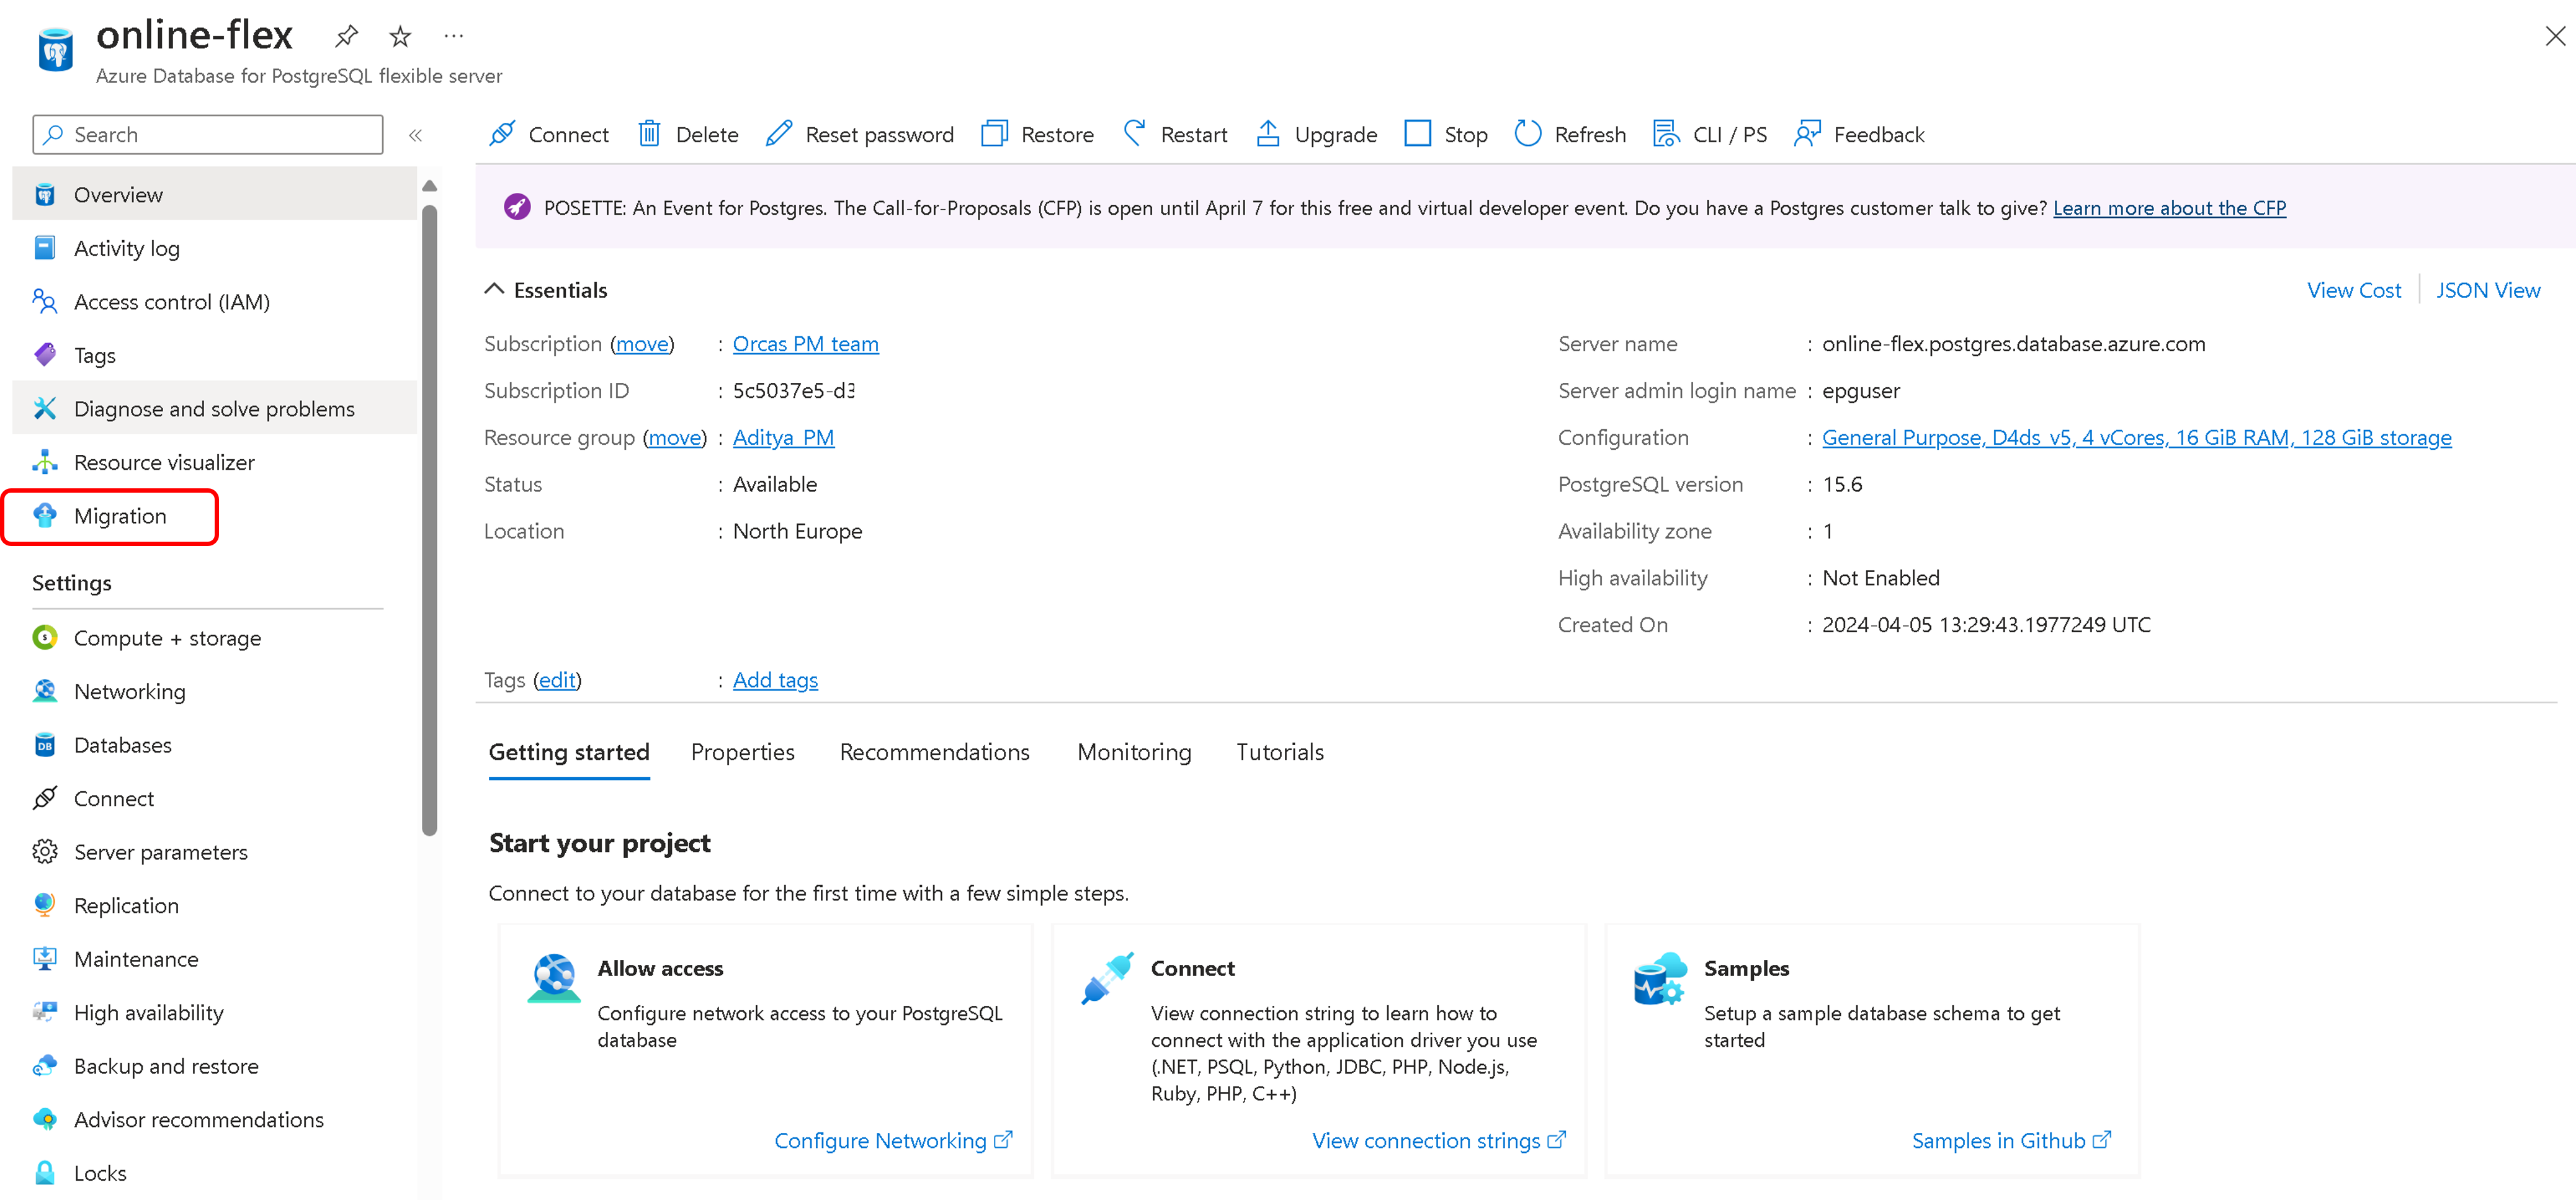 online-flex
Azure Database for PostgreSQL flexible server
Search
Overview
Activity log
Access control (IAM)
Tags
Diagnose and solve problems
Resource visualizer
Migration
Settings
Compute + storage
Networking
Databases
Connect
Server parameters
Replication
Maintenance
High availability
Backup and restore
Advisor recommendations
Locks
Connect Delete Reset password Restore Restart Upgrade Stop Refresh CLI / PS Feedback
POSETTE: An Event for Postgres. The Call-for-Proposals (CFP) is open until April 7 for this free and virtual developer event. Do you have a Postgres customer talk to give? Learn more about the CFP
Essentials
View Cost JSON View
Subscription (move) : Orcas PM team
Subscription ID : 5c5037e5-d3
Resource group (move) : Aditya_PM
Status : Available
Location : North Europe
Server name : online-flex.postgres.database.azure.com
Server admin login name : epguser
Configuration : General Purpose, D4ds_v5, 4 vCores, 16 GiB RAM, 128 GiB storage
PostgreSQL version : 15.6
Availability zone : 1
High availability : Not Enabled
Created On : 2024-04-05 13:29:43.1977249 UTC
Tags (edit) : Add tags
Getting started Properties Recommendations Monitoring Tutorials
Start your project
Connect to your database for the first time with a few simple steps.
Allow access
Configure network access to your PostgreSQL
database
Configure Networking
Connect
View connection string to learn how to
connect with the application driver you use
(.NET, PSQL, Python, JDBC, PHP, Node.js,
Ruby, PHP, C++)
View connection strings
Samples
Setup a sample database schema to get
started
Samples in Github